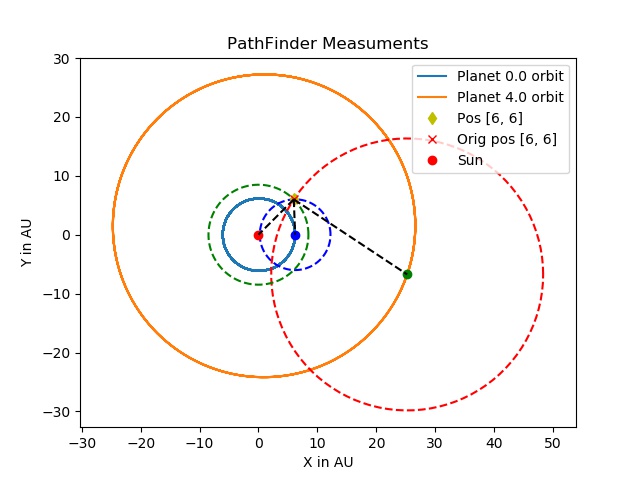 PathFinder Measuments
Planet 0.0 orbit
Planet 4.0 orbit
Pos [6, 6]
Orig pos [6, 6]
Sun
Y in AU
30
20
10
0
−10
−20
−30
−30 −20 −10 0 10 20 30 40 50
X in AU